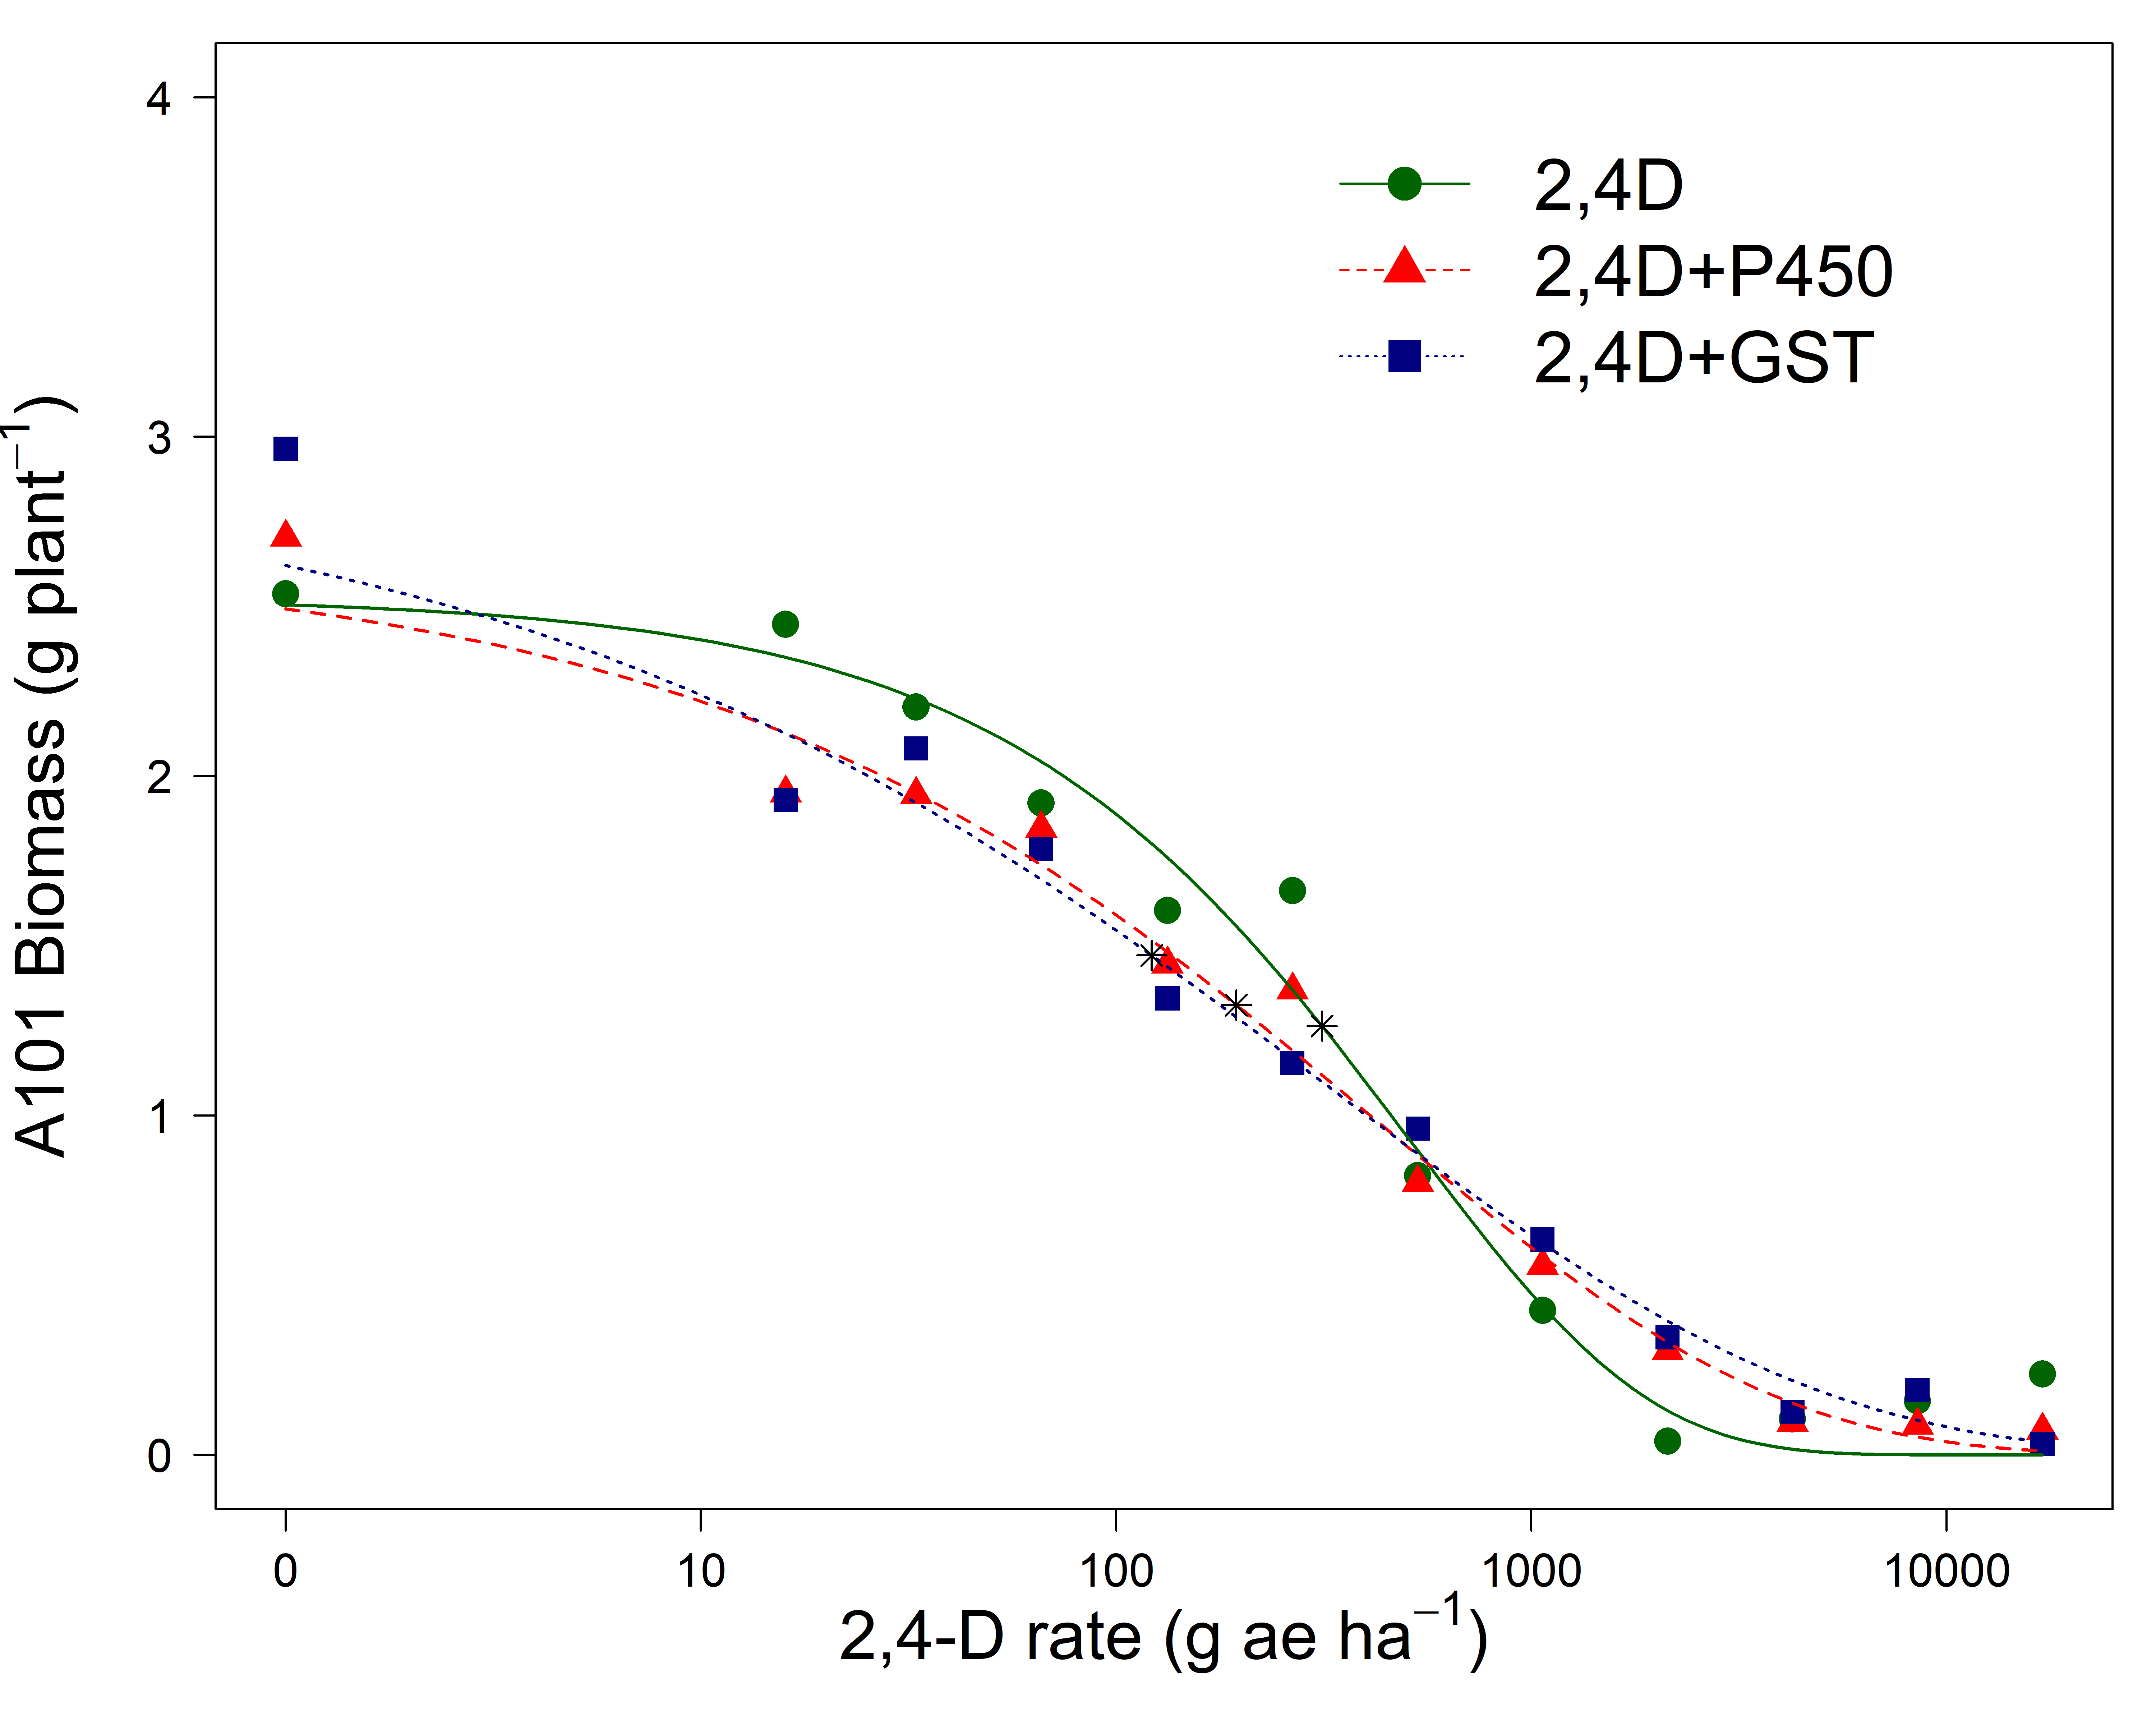 4
3
2
1
0
A101 Biomass (g plant⁻¹)
2,4D
2,4D+P450
2,4D+GST
0 10 100 1000 10000
2,4-D rate (g ae ha⁻¹)